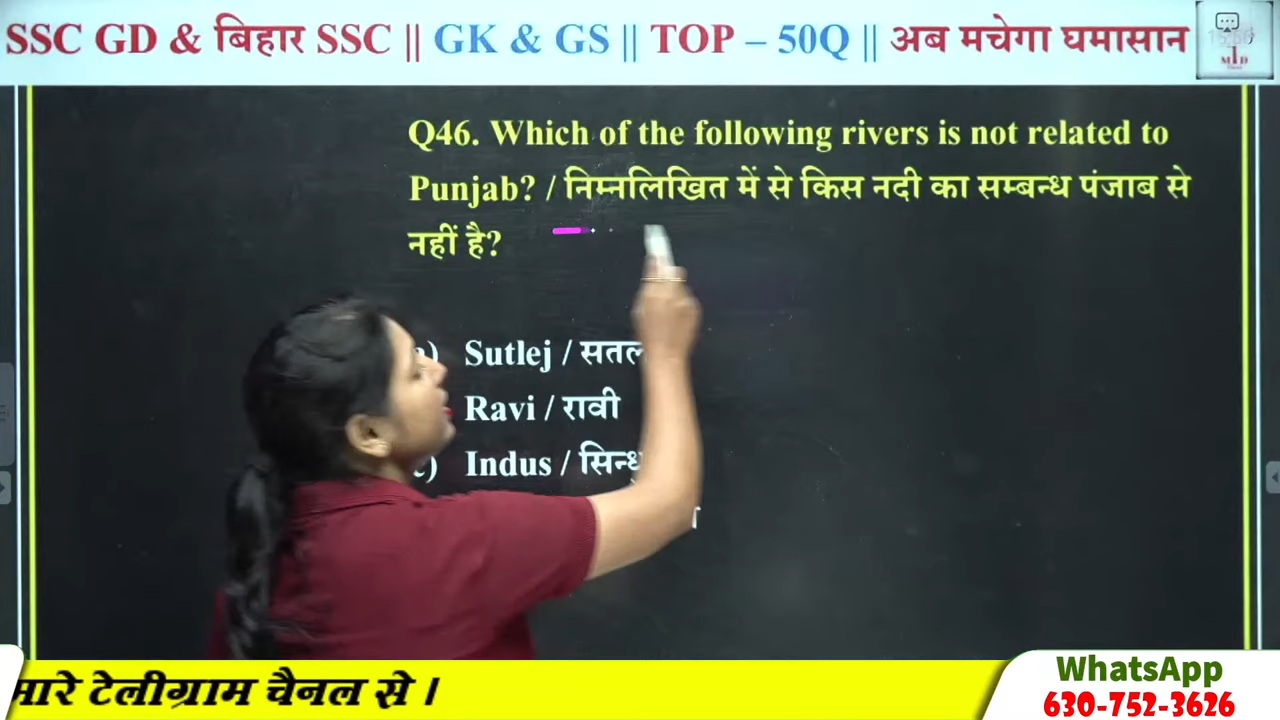 SSC GD & बिहार SSC || GK & GS || TOP – 50Q || अब मचेगा घमासान
Q46. Which of the following rivers is not related to
Punjab? / निम्नलिखित में से किस नदी का सम्बन्ध पंजाब से
नहीं है?
Sutlej /
Ravi / रावी
Indus /
टेलीग्राम चैनल से ।
WhatsApp
630-752-3626